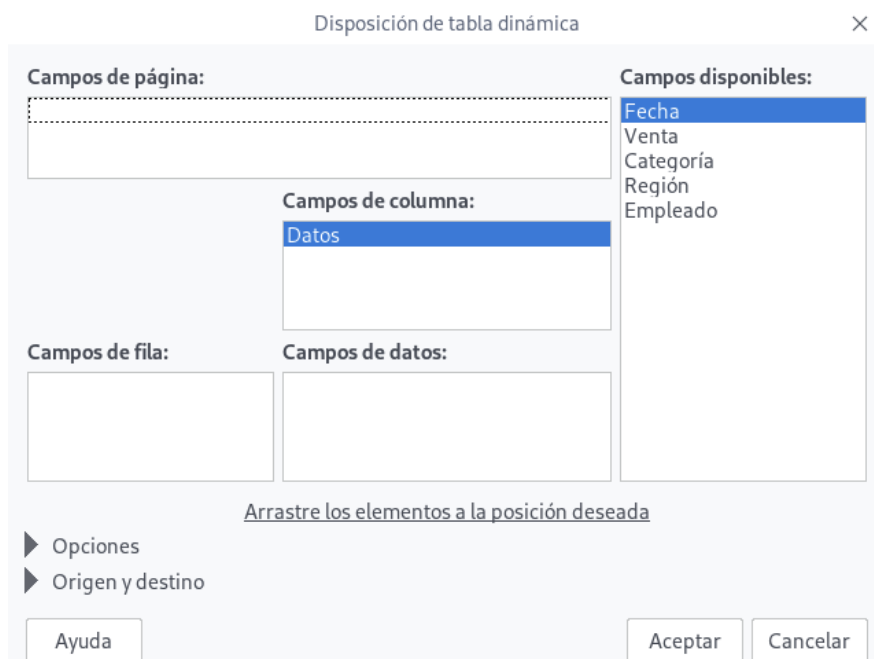 Disposición de tabla dinámica
Campos de página:
Campos disponibles:
Fecha
Venta
Categoría
Región
Empleado
Campos de columna:
Datos
Campos de fila:
Campos de datos:
Arrastre los elementos a la posición deseada
Opciones
Origen y destino
Ayuda
Aceptar
Cancelar